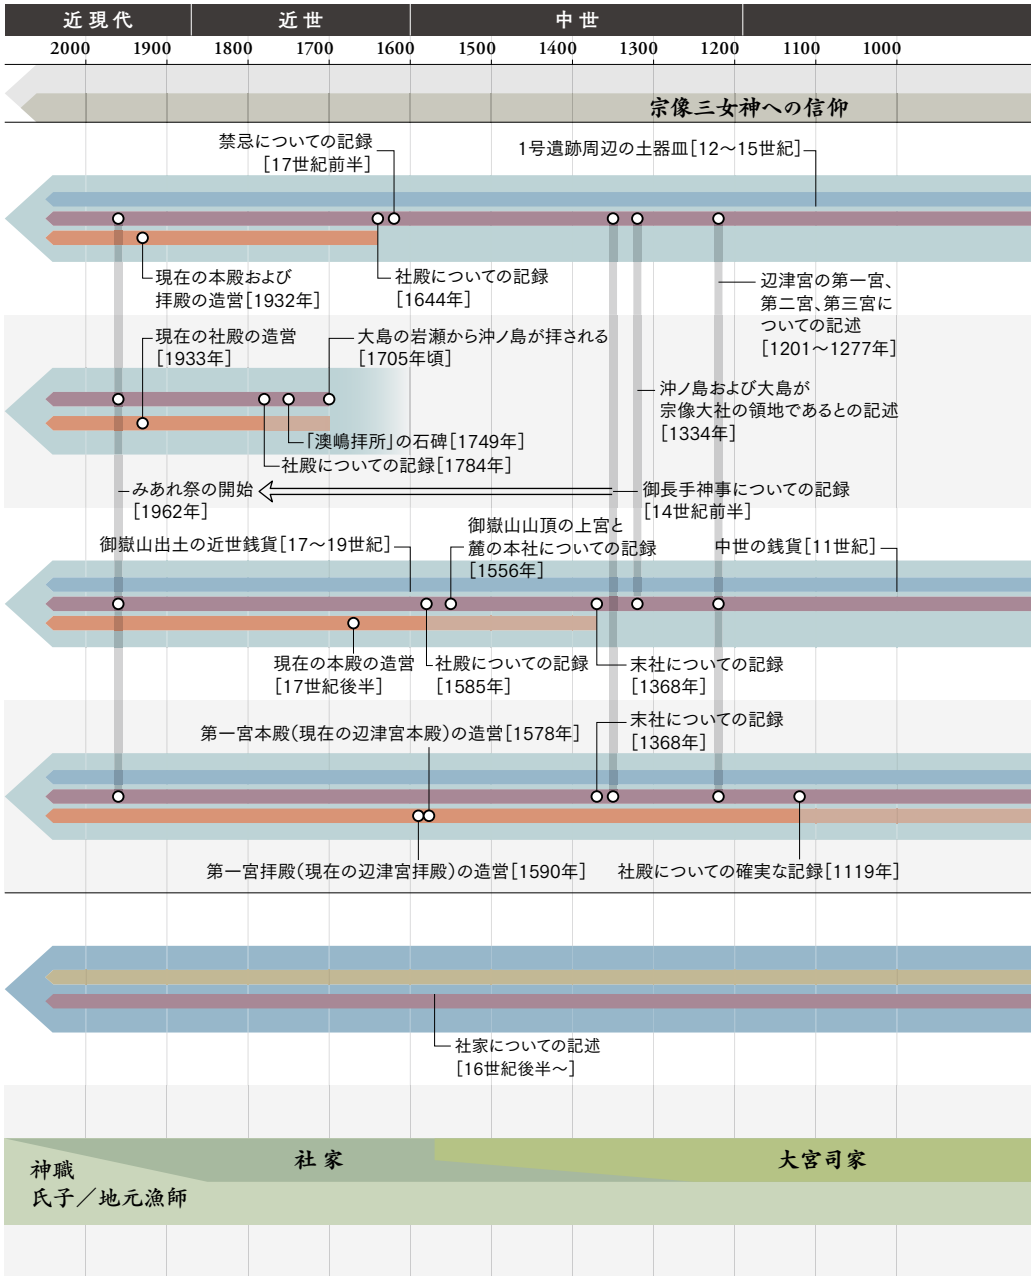 近現代 近世 中世
2000 1900 1800 1700 1600 1500 1400 1300 1200 1100 1000
宗像三女神への信仰
禁忌についての記録
[17世紀前半]
1号遺跡周辺の土器皿[12〜15世紀]
現在の本殿および
拝殿の造営[1932年]
社殿についての記録
[1644年]
辺津宮の第一宮、
第二宮、第三宮に
ついての記述
[1201〜1277年]
現在の社殿の造営
[1933年]
大島の岩瀬から沖ノ島が拝される
[1705年頃]
沖ノ島および大島が
宗像大社の領地であるとの記述
[1334年]
「澳嶋拝所」の石碑[1749年]
社殿についての記録[1784年]
みあれ祭の開始
[1962年]
御長手神事についての記録
[14世紀前半]
御嶽山出土の近世銭貨[17〜19世紀]
御嶽山山頂の上宮と
麓の本社についての記録
[1556年]
中世の銭貨[11世紀]
現在の本殿の造営
[17世紀後半]
社殿についての記録
[1585年]
末社についての記録
[1368年]
第一宮本殿(現在の辺津宮本殿)の造営[1578年]
末社についての記録
[1368年]
第一宮拝殿(現在の辺津宮拝殿)の造営[1590年]
社殿についての確実な記録[1119年]
社家についての記述
[16世紀後半〜]
社家
大宮司家
神職
氏子／地元漁師